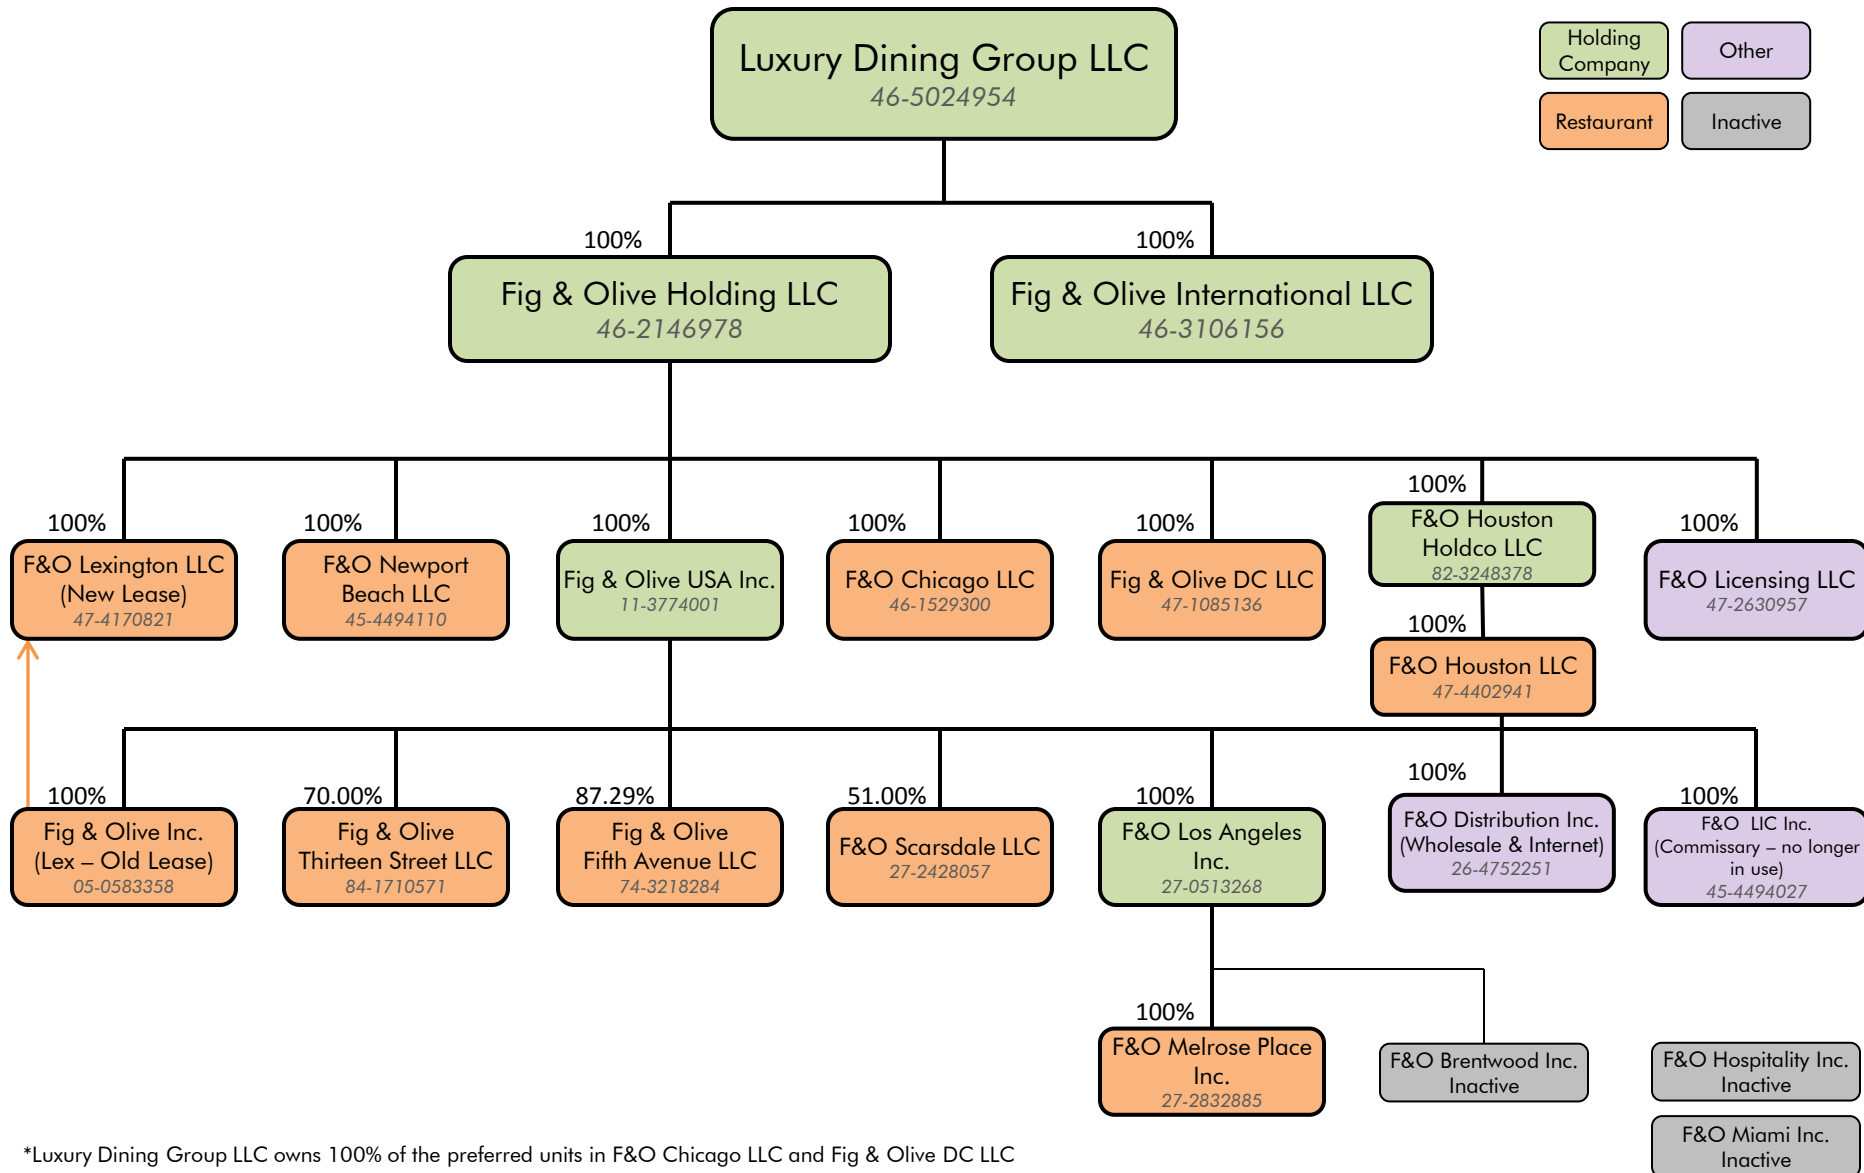 Luxury Dining Group LLC
46-5024954
Holding
Company
Other
Restaurant
Inactive
100%
Fig & Olive Holding LLC
46-2146978
100%
Fig & Olive International LLC
46-3106156
100%
F&O Lexington LLC
(New Lease)
47-4170821
100%
F&O Newport
Beach LLC
45-4494110
100%
Fig & Olive USA Inc.
11-3774001
100%
F&O Chicago LLC
46-1529300
100%
Fig & Olive DC LLC
47-1085136
100%
F&O Houston
Holdco LLC
82-3248378
100%
F&O Houston LLC
47-4402941
100%
F&O Licensing LLC
47-2630957
100%
Fig & Olive Inc.
(Lex – Old Lease)
05-0583358
70.00%
Fig & Olive
Thirteen Street LLC
84-1710571
87.29%
Fig & Olive
Fifth Avenue LLC
74-3218284
51.00%
F&O Scarsdale LLC
27-2428057
100%
F&O Los Angeles
Inc.
27-0513268
100%
F&O Distribution Inc.
(Wholesale & Internet)
26-4752251
100%
F&O LIC Inc.
(Commissary – no longer
in use)
45-4494027
100%
F&O Melrose Place
Inc.
27-2832885
F&O Brentwood Inc.
Inactive
F&O Hospitality Inc.
Inactive
F&O Miami Inc.
Inactive
*Luxury Dining Group LLC owns 100% of the preferred units in F&O Chicago LLC and Fig & Olive DC LLC